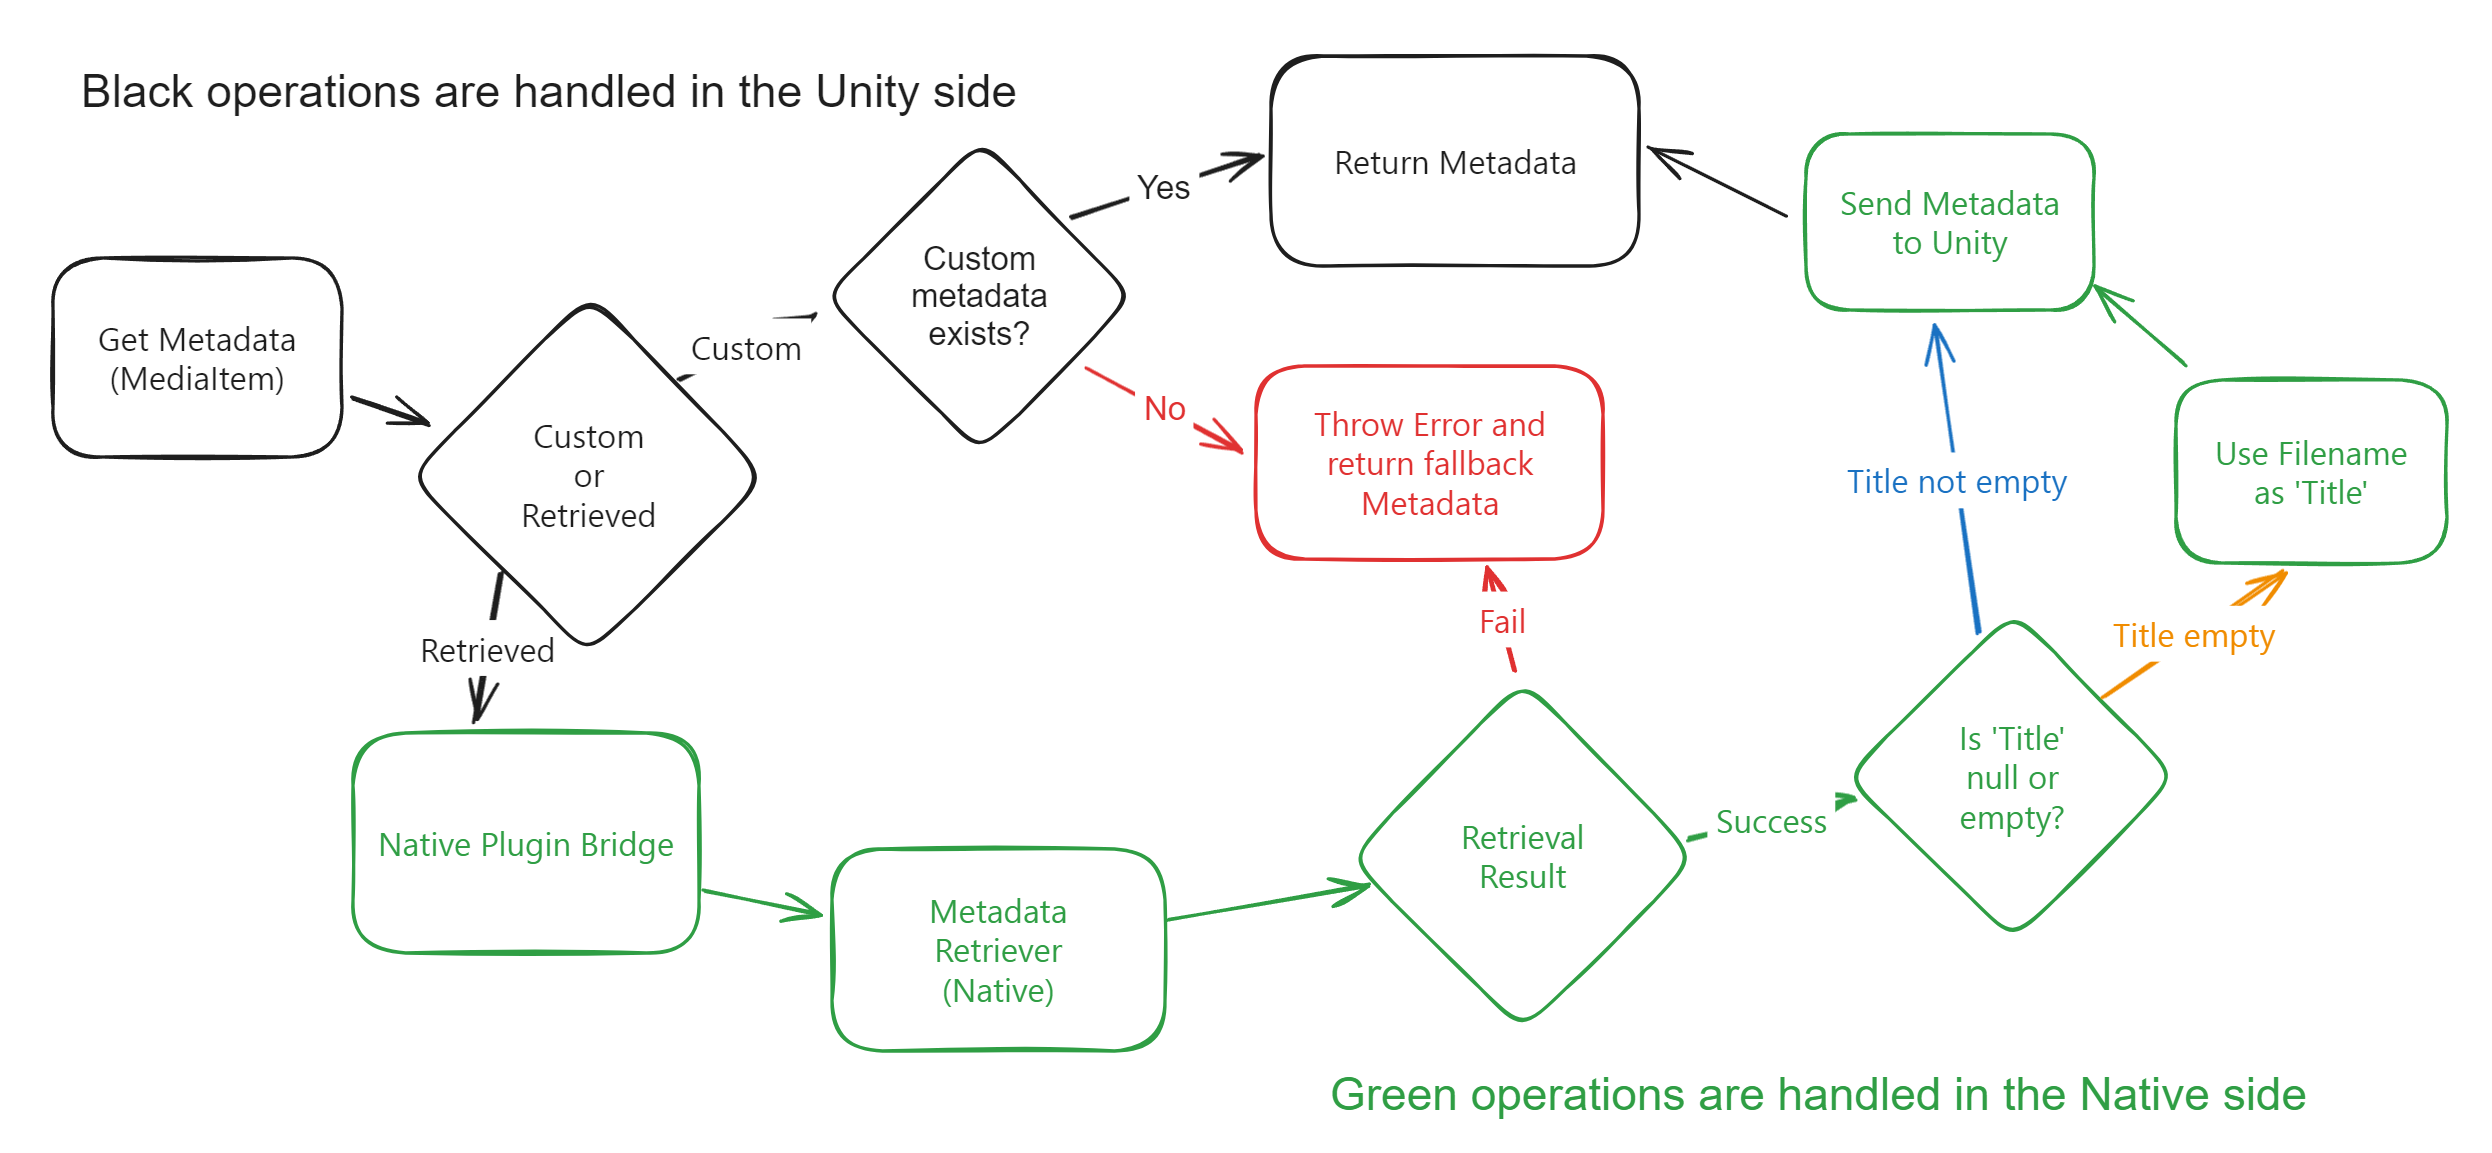 Black operations are handled in the Unity side
Get Metadata
(MediaItem)
Custom
or
Retrieved
Custom
Custom
metadata
exists?
Yes
Return Metadata
No
Throw Error and
return fallback
Metadata
Retrieved
Native Plugin Bridge
Metadata
Retriever
(Native)
Retrieval
Result
Fail
Success
Is 'Title'
null or
empty?
Title not empty
Title empty
Use Filename
as 'Title'
Send Metadata
to Unity
Green operations are handled in the Native side